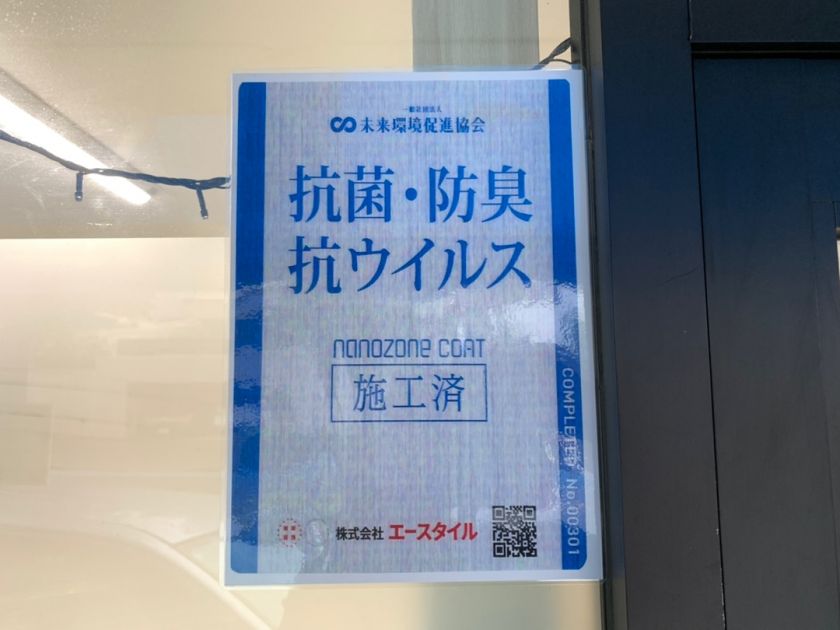 一般社団法人
未来環境促進協会
抗菌・防臭
抗ウイルス
nanozone COAT
施工済
株式会社 エースタイル
COMPLETED No.00301